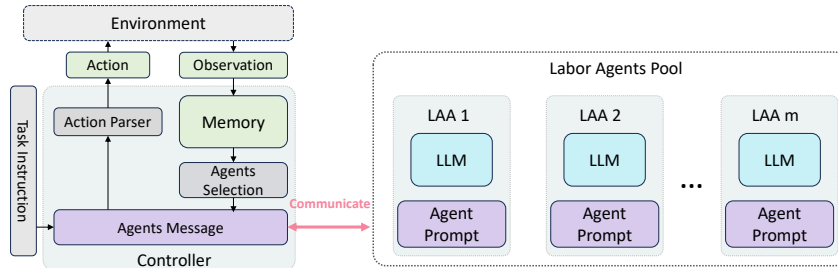 Environment
Action
Observation
Labor Agents Pool
Task Instruction
Action Parser
Memory
Agents
Selection
Communicate
Agents Message
Controller
LAA 1
LLM
Agent
Prompt
LAA 2
LLM
Agent
Prompt
...
LAA m
LLM
Agent
Prompt